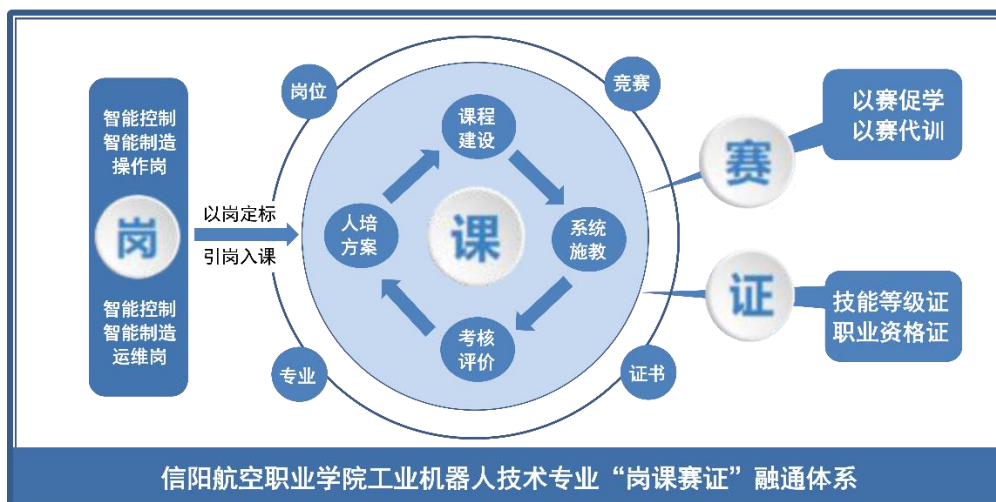 智能控制
智能制造
操作岗
岗
智能控制
智能制造
运维岗
以岗定标
引岗入课
岗位
竞赛
专业
证书
课程
建设
系统
施教
考核
评价
人培
方案
课
赛
以赛促学
以赛代训
证
技能等级证
职业资格证
信阳航空职业学院工业机器人技术专业“岗课赛证”融通体系